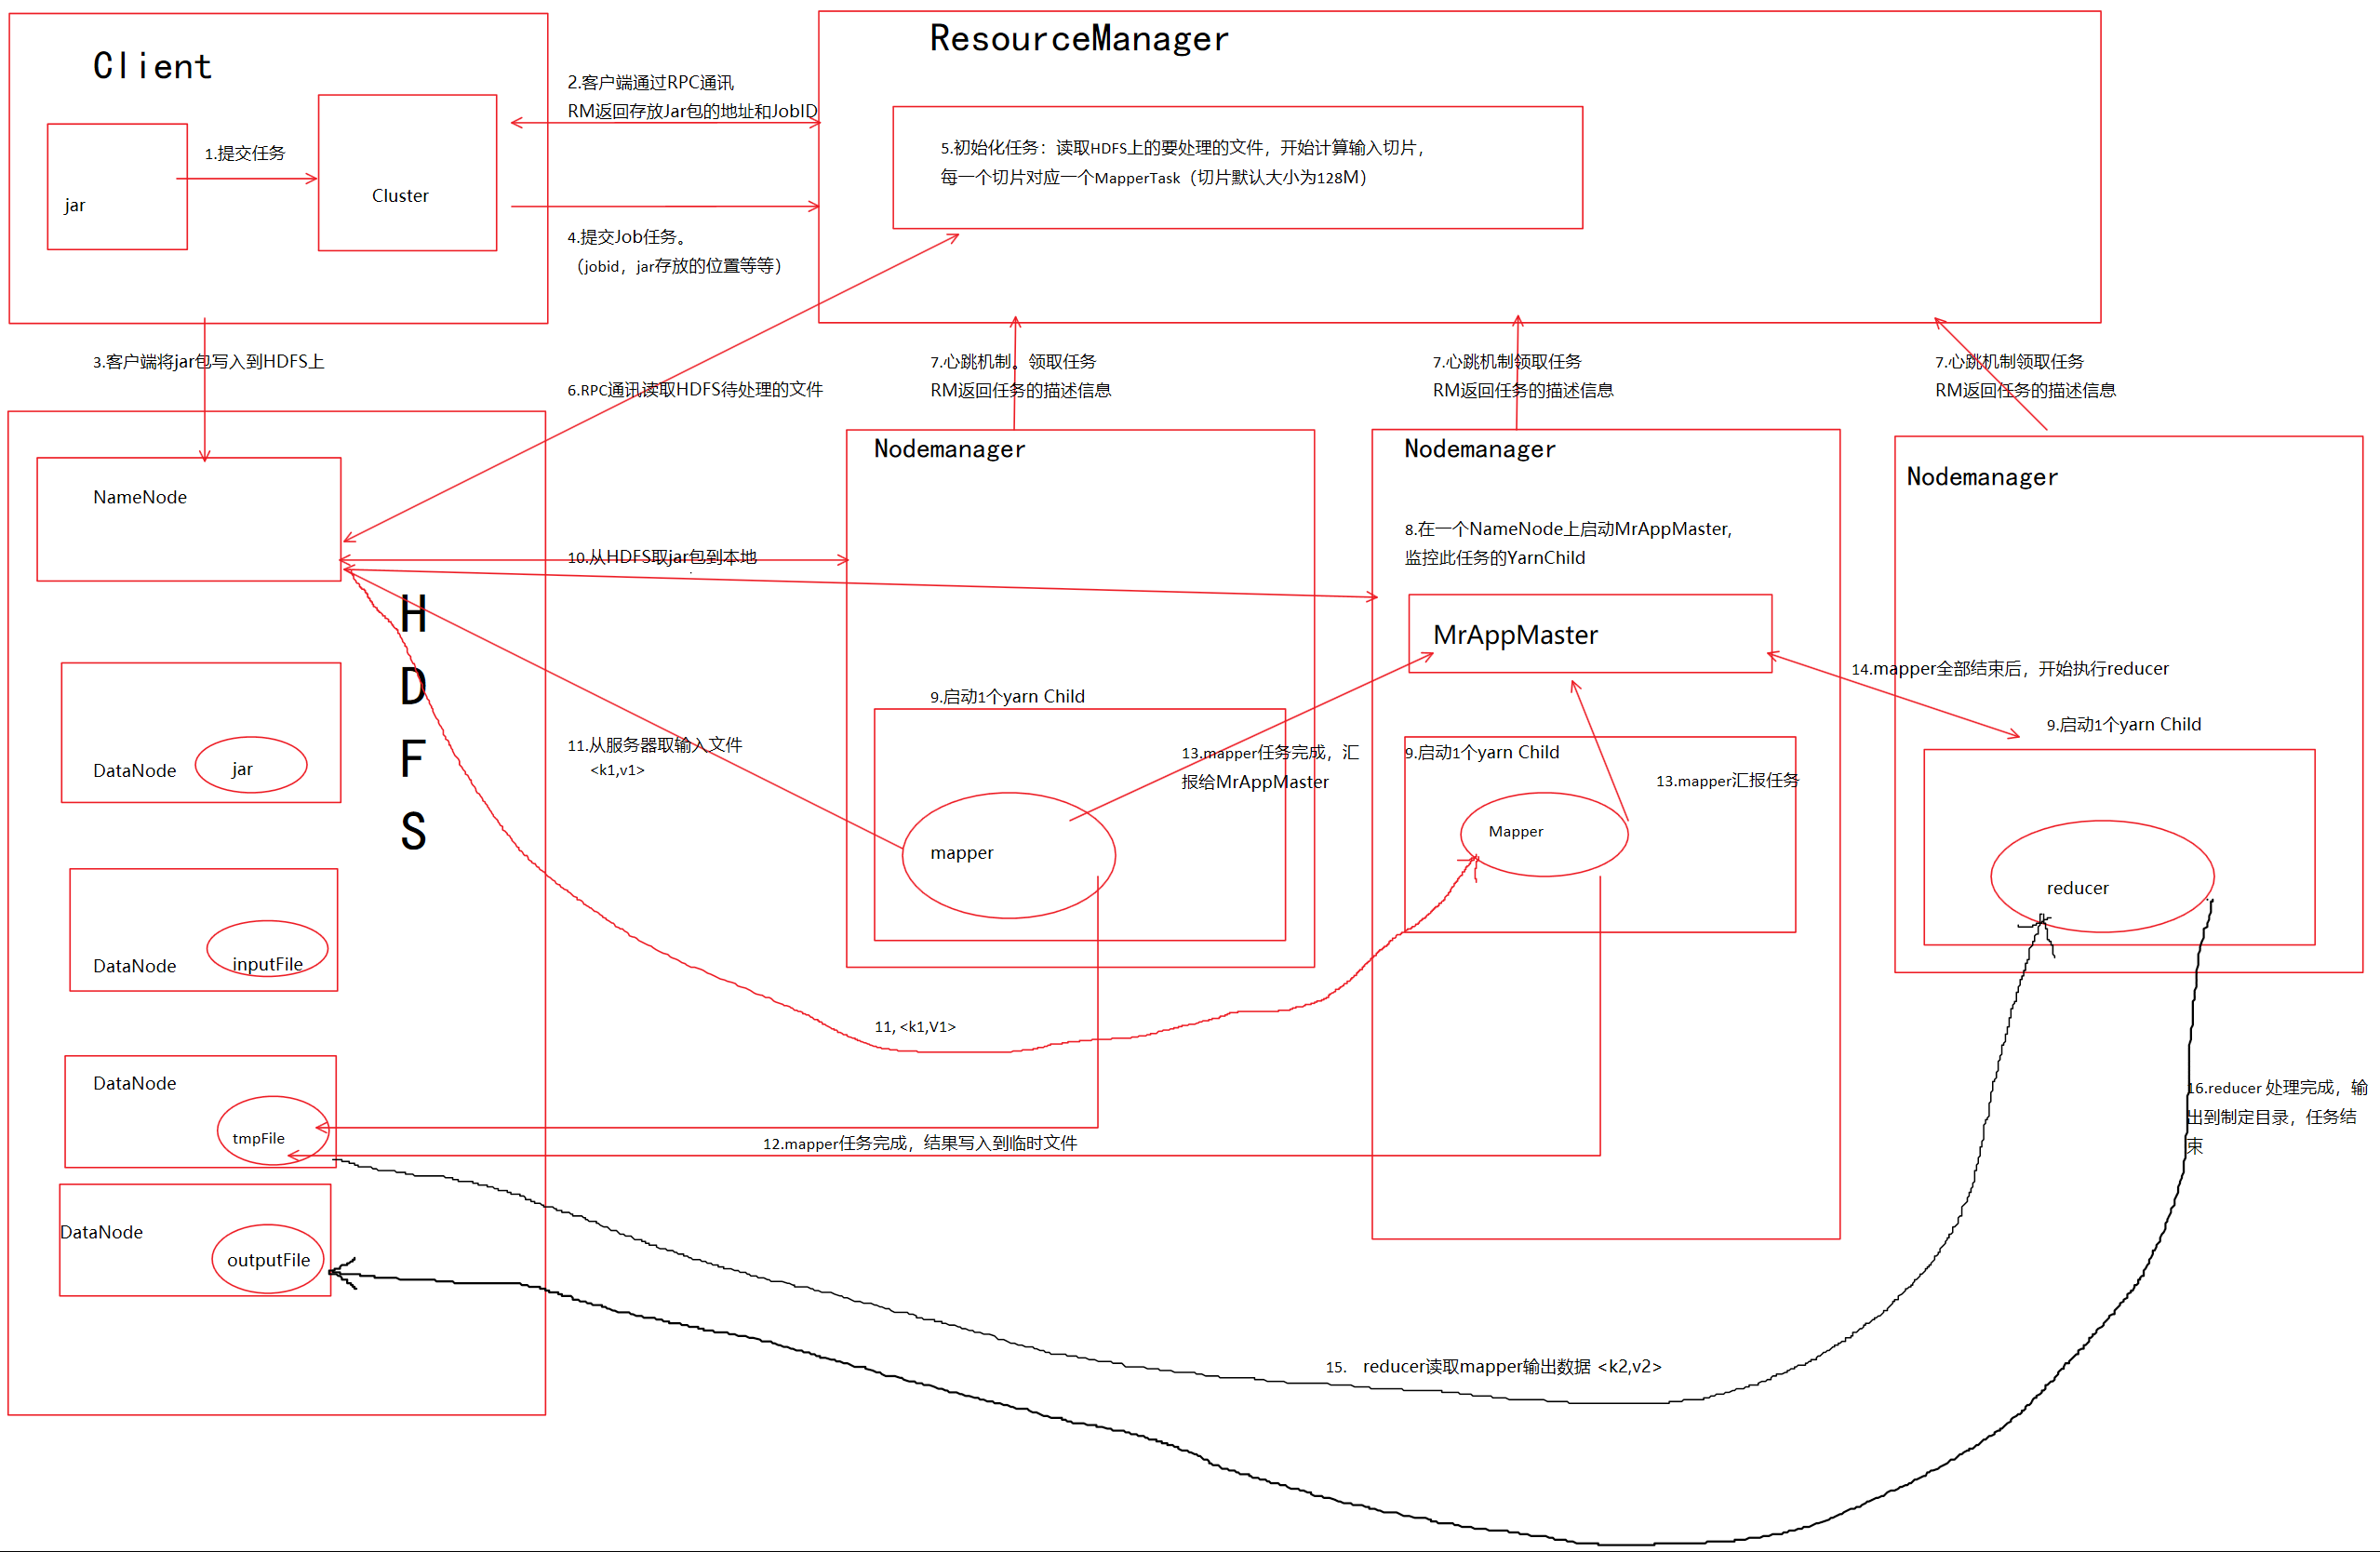 Client
jar
1.提交任务
Cluster
2.客户端通过RPC通讯
RM返回存放Jar包的地址和JobID
4.提交Job任务。
（jobid，jar存放的位置等等）
ResourceManager
5.初始化任务：读取HDFS上的要处理的文件，开始计算输入切片，
每一个切片对应一个MapperTask（切片默认大小为128M）
3.客户端将jar包写入到HDFS上
6.RPC通讯读取HDFS待处理的文件
7.心跳机制。领取任务
RM返回任务的描述信息
7.心跳机制领取任务
RM返回任务的描述信息
7.心跳机制领取任务
RM返回任务的描述信息
NameNode
H
D
F
S
DataNode
jar
DataNode
inputFile
DataNode
tmpFile
DataNode
outputFile
10.从HDFS取jar包到本地
11.从服务器取输入文件
<k1,v1>
Nodemanager
9.启动1个yarn Child
mapper
13.mapper任务完成，汇
报给MrAppMaster
11, <k1,V1>
12.mapper任务完成，结果写入到临时文件
Nodemanager
8.在一个NameNode上启动MrAppMaster,
监控此任务的YarnChild
MrAppMaster
9.启动1个yarn Child
13.mapper汇报任务
Mapper
Nodemanager
14.mapper全部结束后，开始执行reducer
9.启动1个yarn Child
reducer
16.reducer 处理完成，输
出到制定目录，任务结
束
15. reducer读取mapper输出数据 <k2,v2>